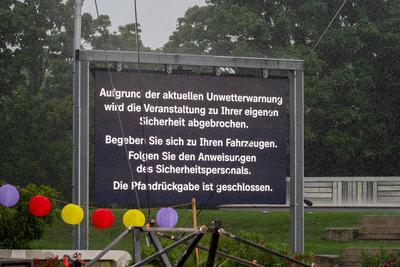 Aufgrund der aktuellen Unwetterwarnung
wird die Veranstaltung zu Ihrer eigenen
Sicherheit abgebrochen.
Begeben Sie sich zu Ihren Fahrzeugen.
Folgen Sie den Anweisungen
des Sicherheitspersonals.
Die Pfandrückgabe ist geschlossen.